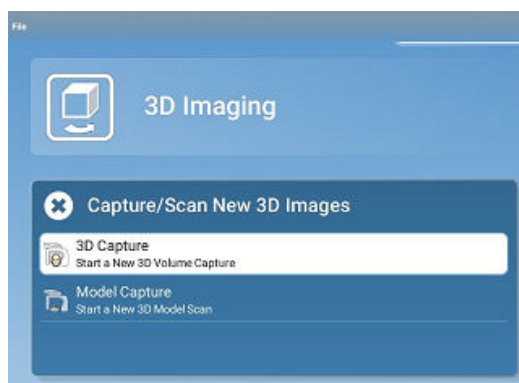 File
3D Imaging
Capture/Scan New 3D Images
3D Capture
Start a New 3D Volume Capture
Model Capture
Start a New 3D Model Scan